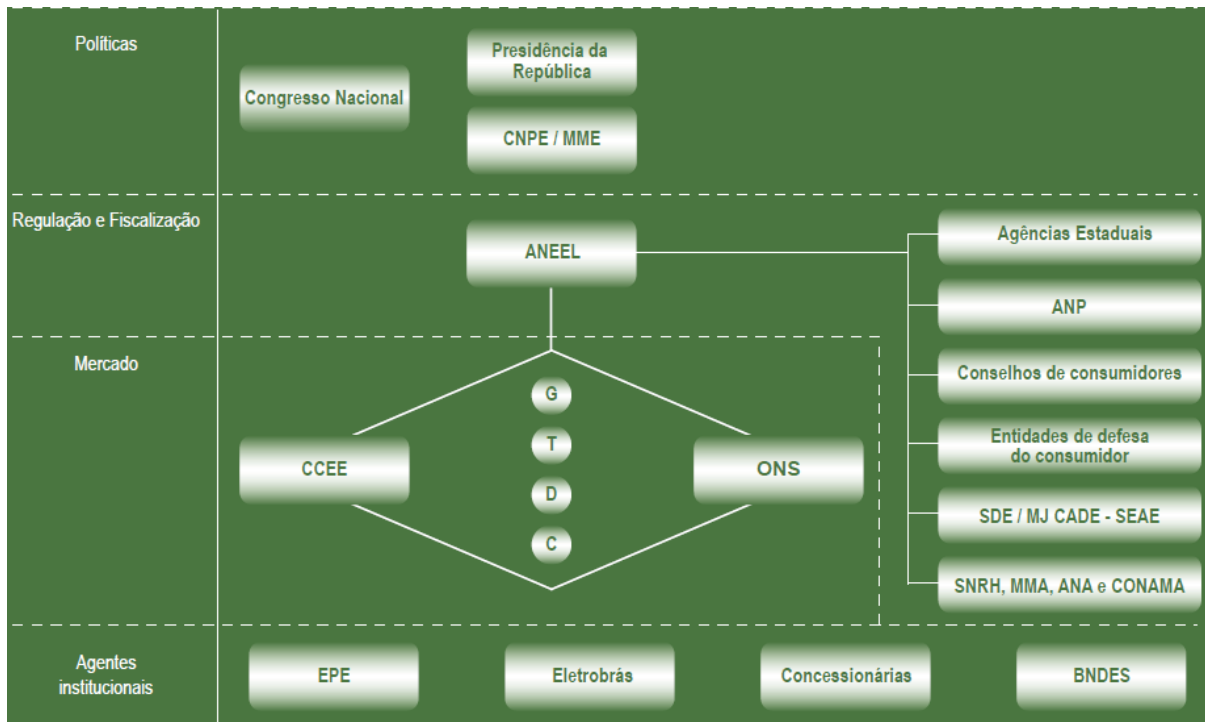 Políticas
Presidência da
República
Congresso Nacional
CNPE / MME
Regulação e Fiscalização
ANEEL
Agências Estaduais
ANP
Conselhos de consumidores
Entidades de defesa
do consumidor
SDE / MJ CADE - SEAE
SNRH, MMA, ANA e CONAMA
Mercado
CCEE
G
T
D
C
ONS
Agentes
institucionais
EPE
Eletrobrás
Concessionárias
BNDES